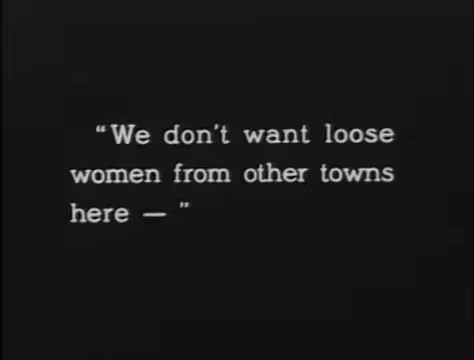 "We don't want loose
women from other towns
here — "